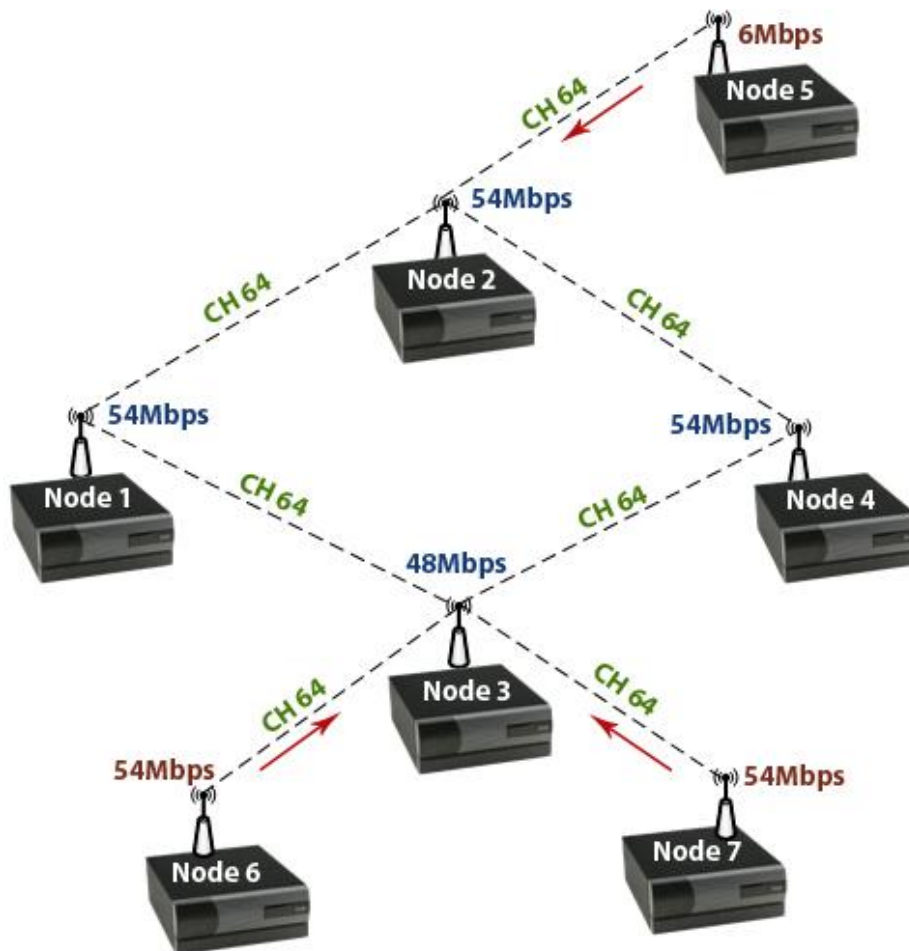 6Mbps
Node 5
CH 64
54Mbps
Node 2
CH 64
CH 64
54Mbps
54Mbps
Node 1
Node 4
CH 64
CH 64
48Mbps
Node 3
CH 64
CH 64
54Mbps
54Mbps
Node 6
Node 7